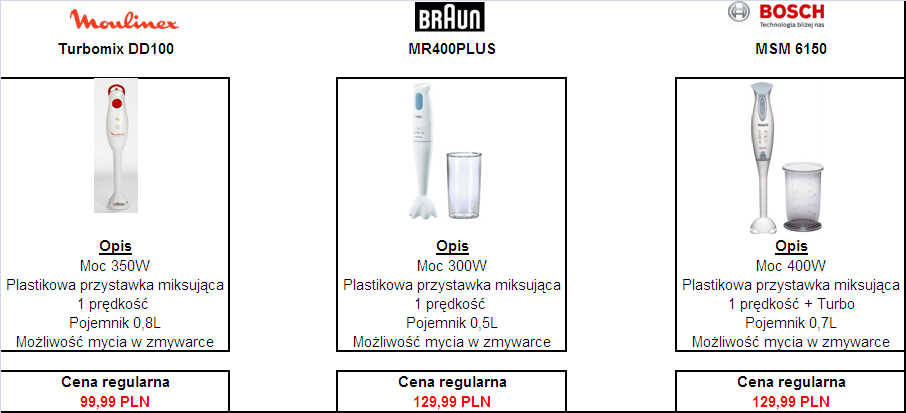 Moulinex
Turbomix DD100
Opis
Moc 350W
Plastikowa przystawka miksująca
1 prędkość
Pojemnik 0,8L
Możliwość mycia w zmywarce
Cena regularna
99,99 PLN
BRAUN
MR400PLUS
Opis
Moc 300W
Plastikowa przystawka miksująca
1 prędkość
Pojemnik 0,5L
Możliwość mycia w zmywarce
Cena regularna
129,99 PLN
BOSCH
Technologia bliżej nas
MSM 6150
Opis
Moc 400W
Plastikowa przystawka miksująca
1 prędkość + Turbo
Pojemnik 0,7L
Możliwość mycia w zmywarce
Cena regularna
129,99 PLN